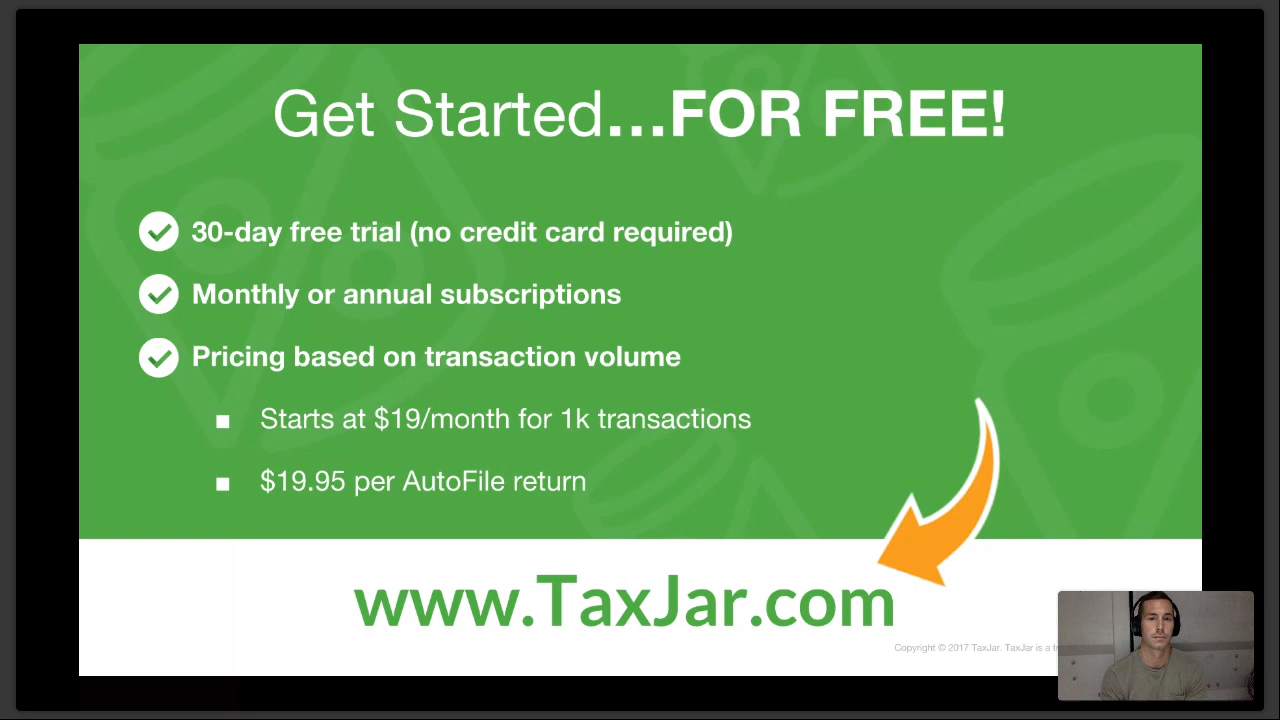 Get Started...FOR FREE!
30-day free trial (no credit card required)
Monthly or annual subscriptions
Pricing based on transaction volume
Starts at $19/month for 1k transactions
$19.95 per AutoFile return
www.TaxJar.com
Copyright © 2017 TaxJar. TaxJar is a